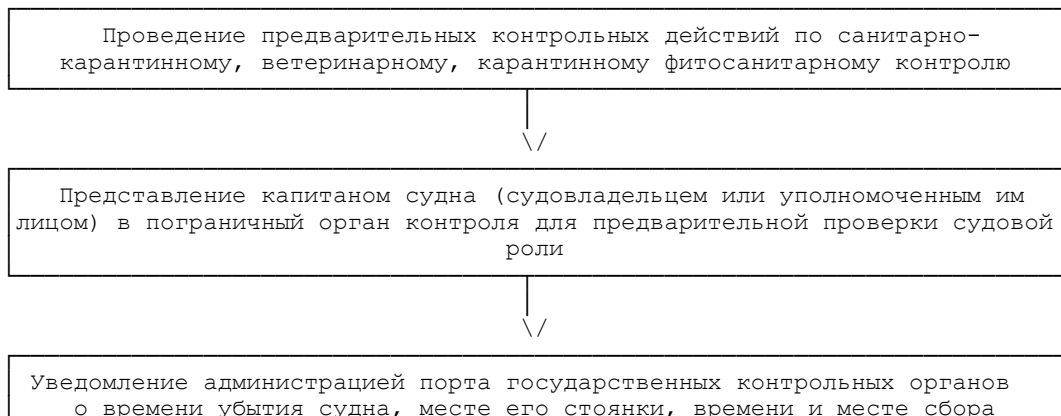 Проведение предварительных контрольных действий по санитарно-
карантинному, ветеринарному, карантинному фитосанитарному контролю
Представление капитаном судна (судовладельцем или уполномоченным им
лицом) в пограничный орган контроля для предварительной проверки судовой
роли
Уведомление администрацией порта государственных контрольных органов
о времени убытия судна, месте его стоянки, времени и месте сбора